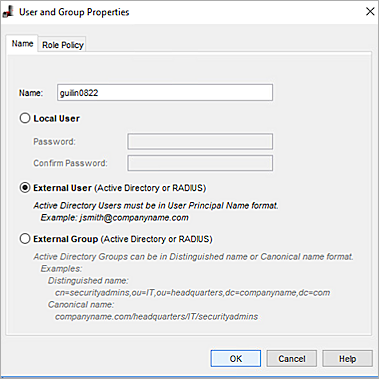 User and Group Properties
Name
Role Policy
Name: guilin0822
Local User
Password:
Confirm Password:
External User (Active Directory or RADIUS)
Active Directory Users must be in User Principal Name format.
Example: jsmith@companyname.com
External Group (Active Directory or RADIUS)
Active Directory Groups can be in Distinguished name or Canonical name format.
Examples:
Distinguished name:
cn=securityadmins,ou=IT,ou=headquarters,dc=companyname,dc=com
Canonical name:
companyname.com/headquarters/IT/securityadmins
OK
Cancel
Help